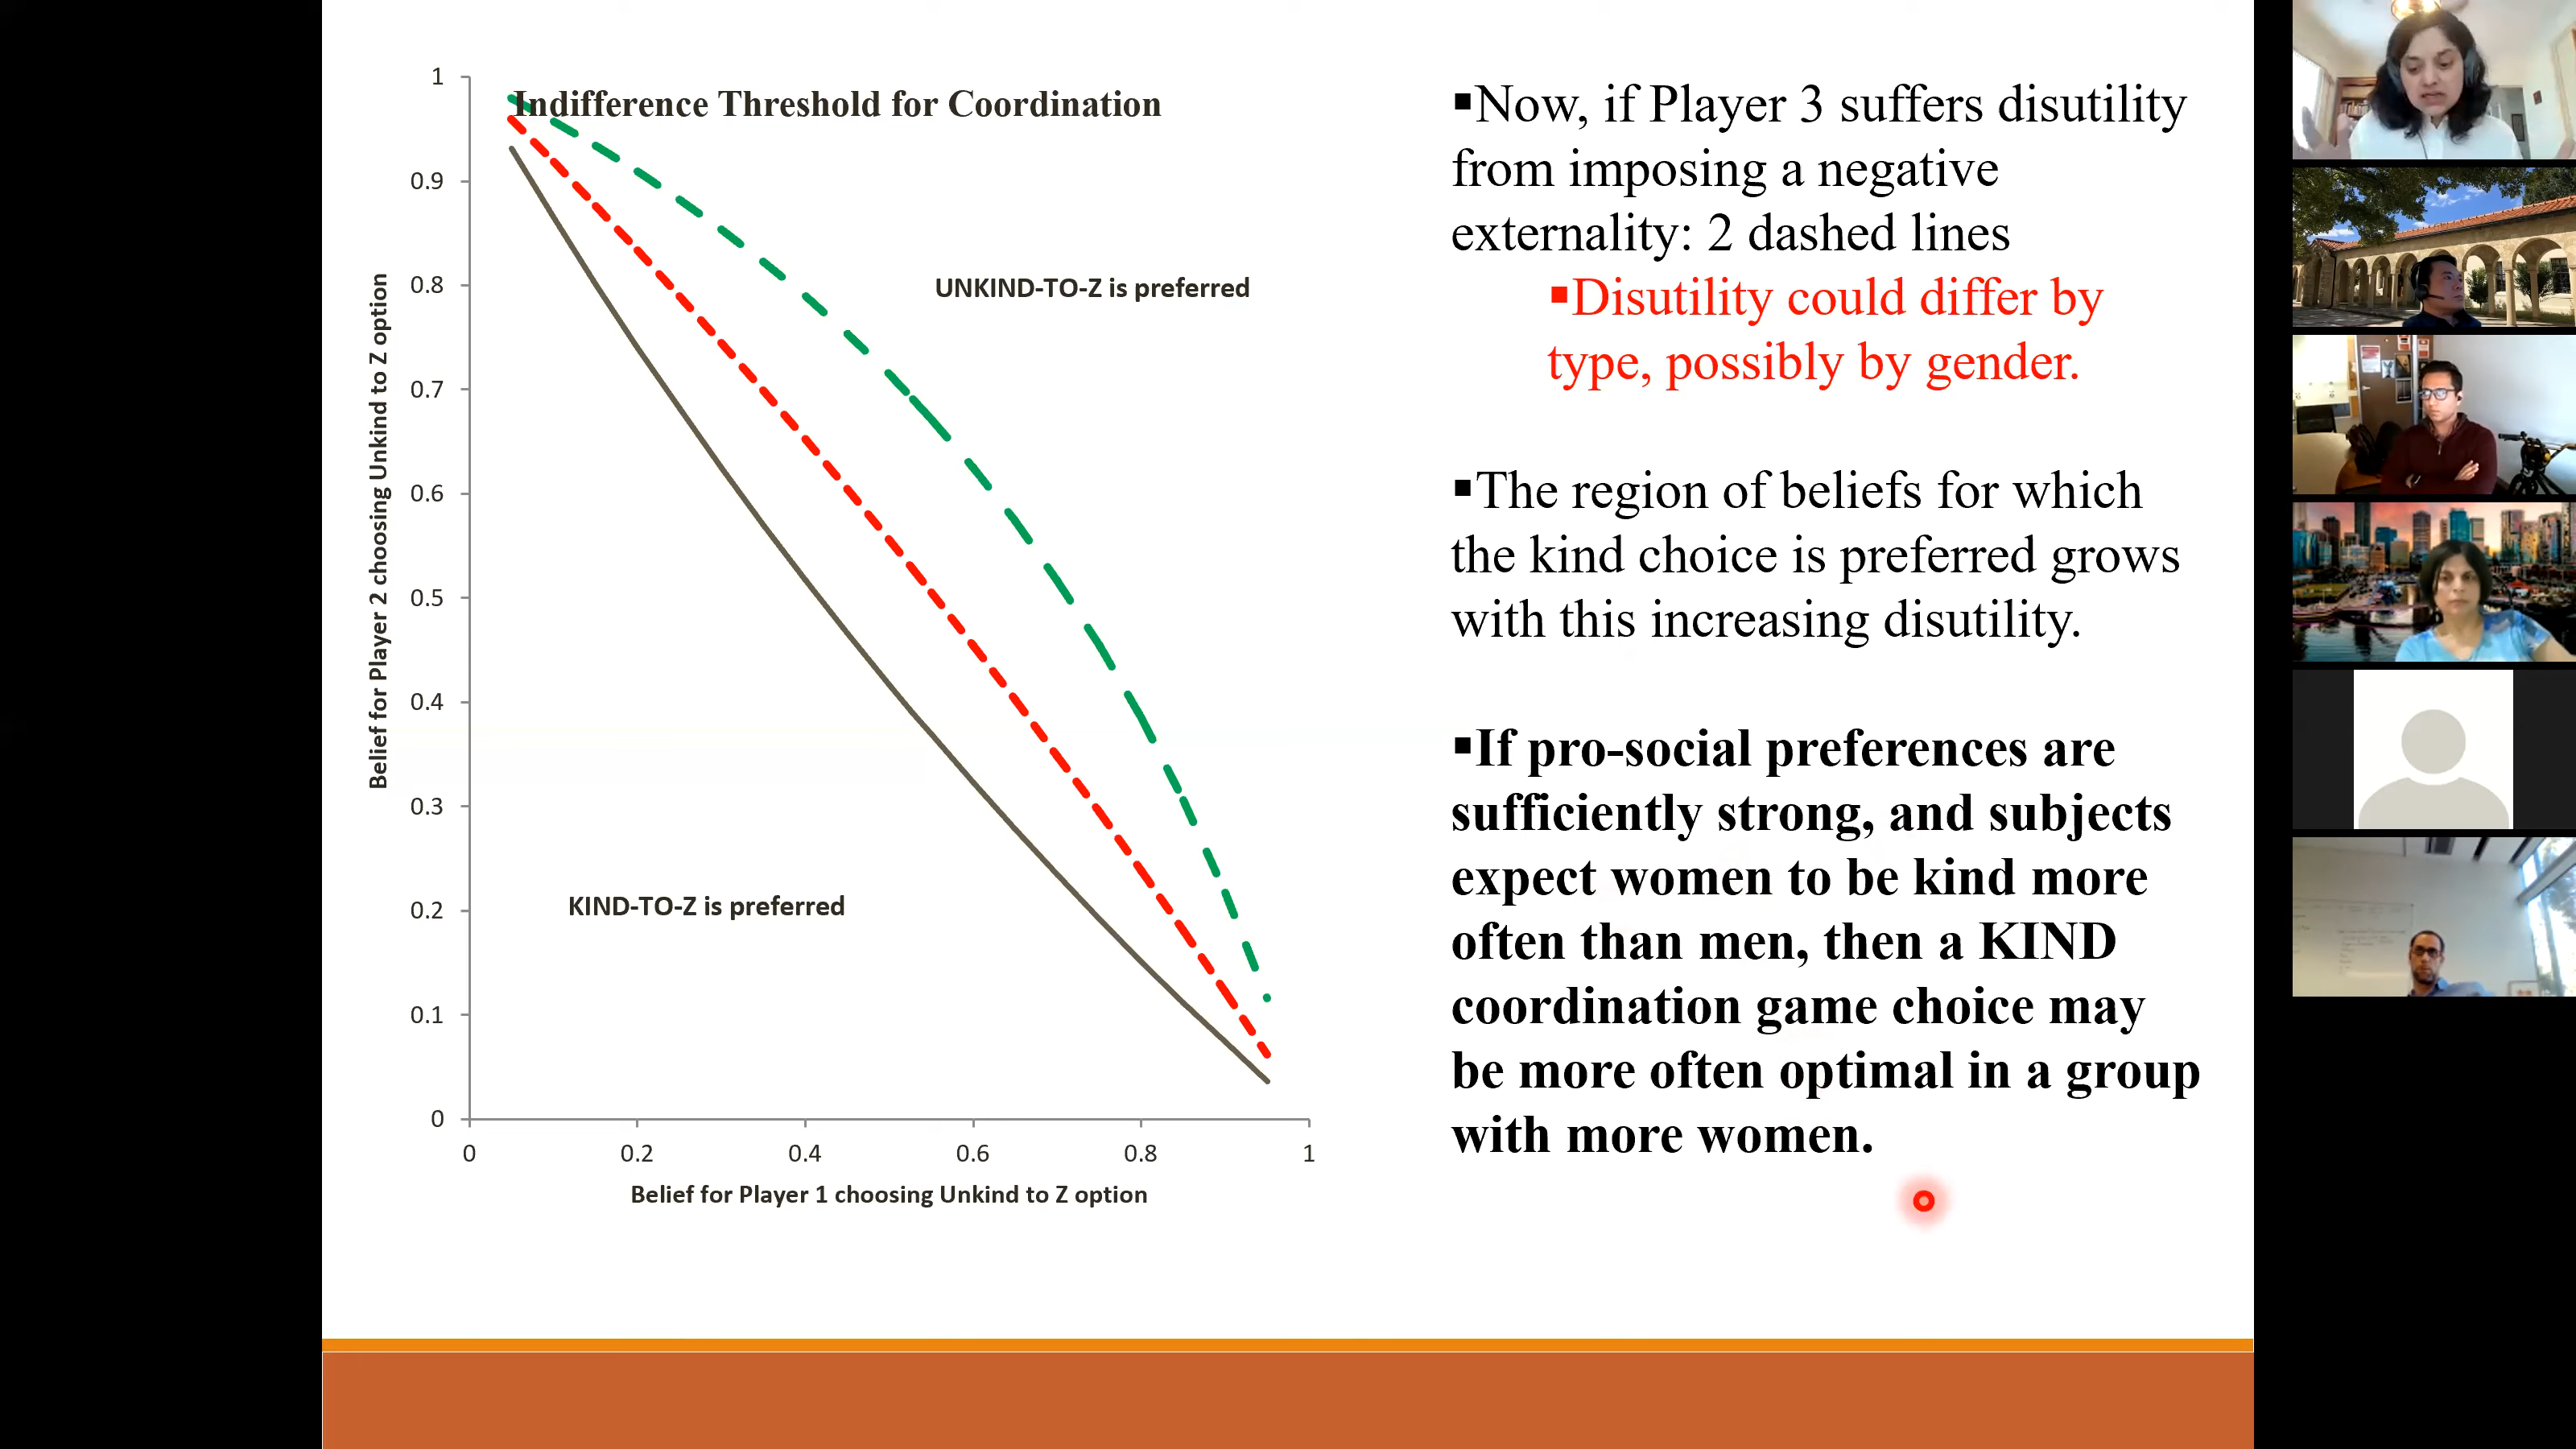 Indifference Threshold for Coordination
1
0.9
0.8
0.7
0.6
0.5
0.4
0.3
0.2
0.1
0
Belief for Player 2 choosing Unkind to Z option
UNKIND-TO-Z is preferred
KIND-TO-Z is preferred
0 0.2 0.4 0.6 0.8 1
Belief for Player 1 choosing Unkind to Z option
▪Now, if Player 3 suffers disutility
from imposing a negative
externality: 2 dashed lines
▪Disutility could differ by
type, possibly by gender.
▪The region of beliefs for which
the kind choice is preferred grows
with this increasing disutility.
▪If pro-social preferences are
sufficiently strong, and subjects
expect women to be kind more
often than men, then a KIND
coordination game choice may
be more often optimal in a group
with more women.